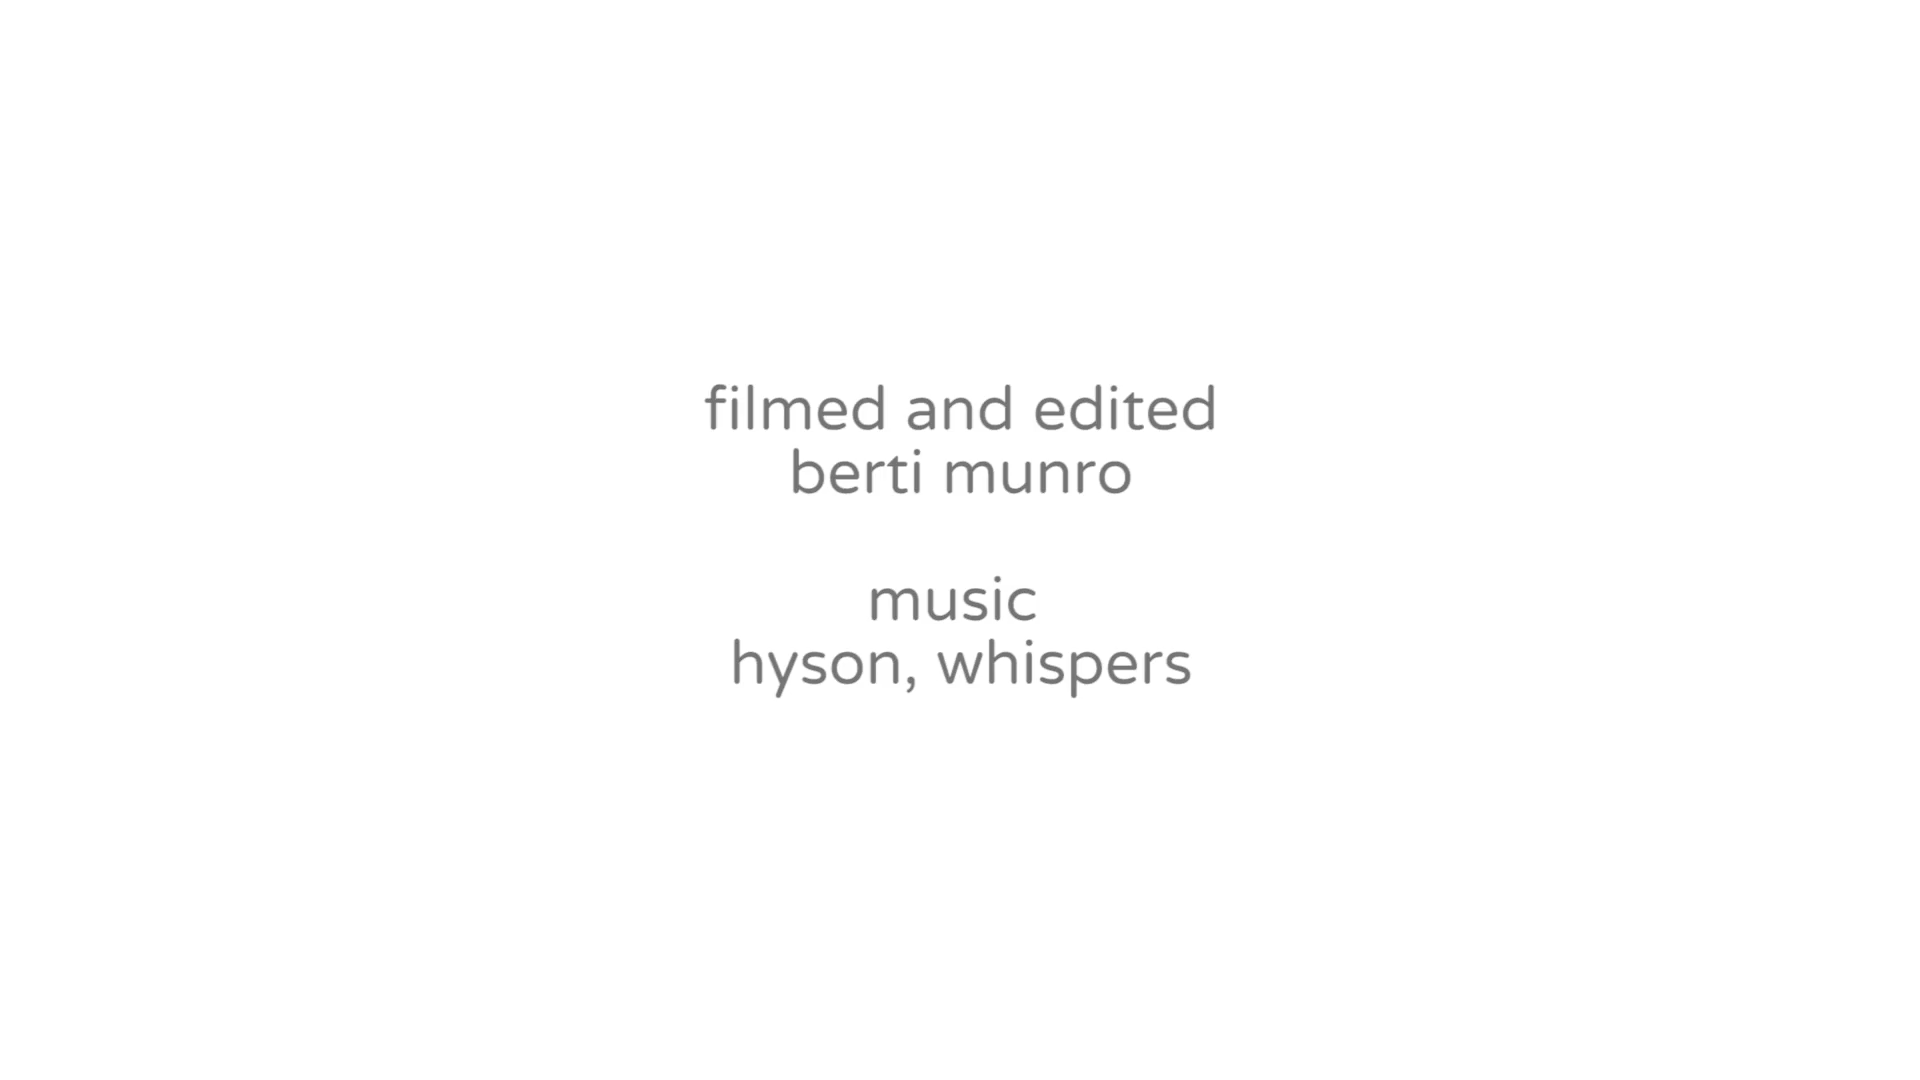 filmed and edited
berti munro
music
hyson, whispers